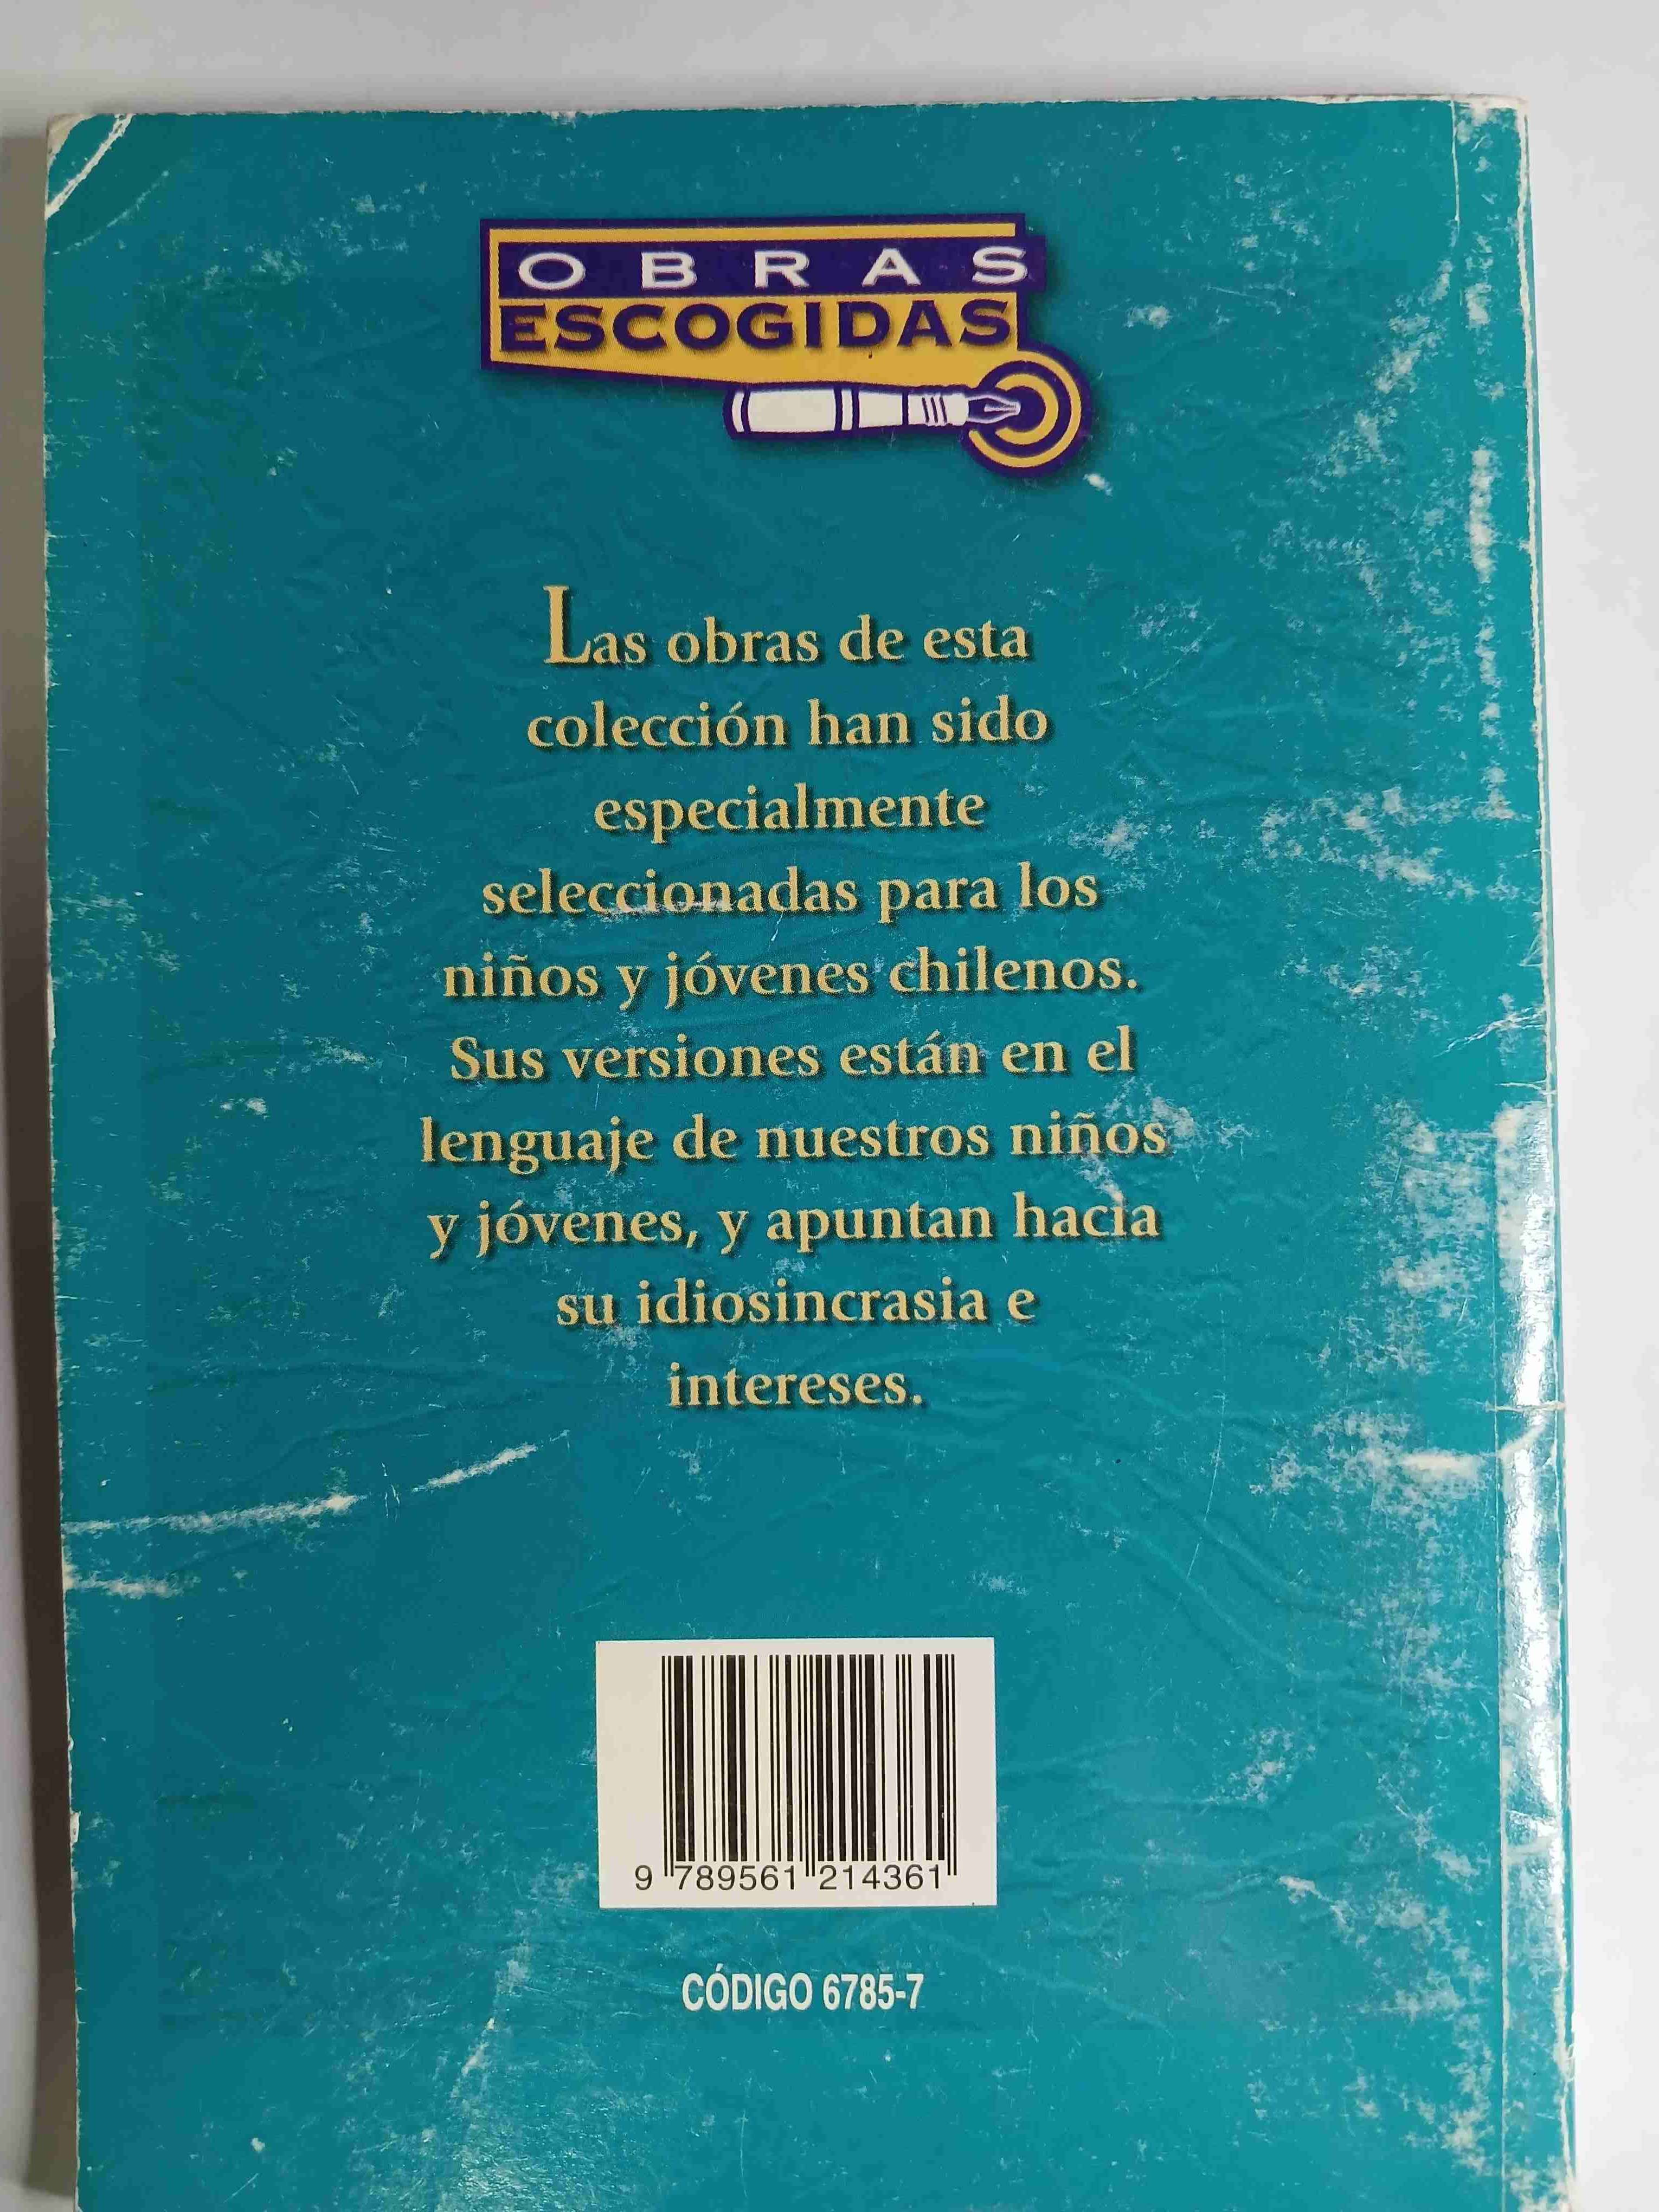 OBRAS
ESCOGIDAS
Las obras de esta
colección han sido
especialmente
seleccionadas para los
niños y jóvenes chilenos.
Sus versiones están en el
lenguaje de nuestros niños
y jóvenes, y apuntan hacia
su idiosincrasia e
intereses.
9 789561 214361
CÓDIGO 6785-7